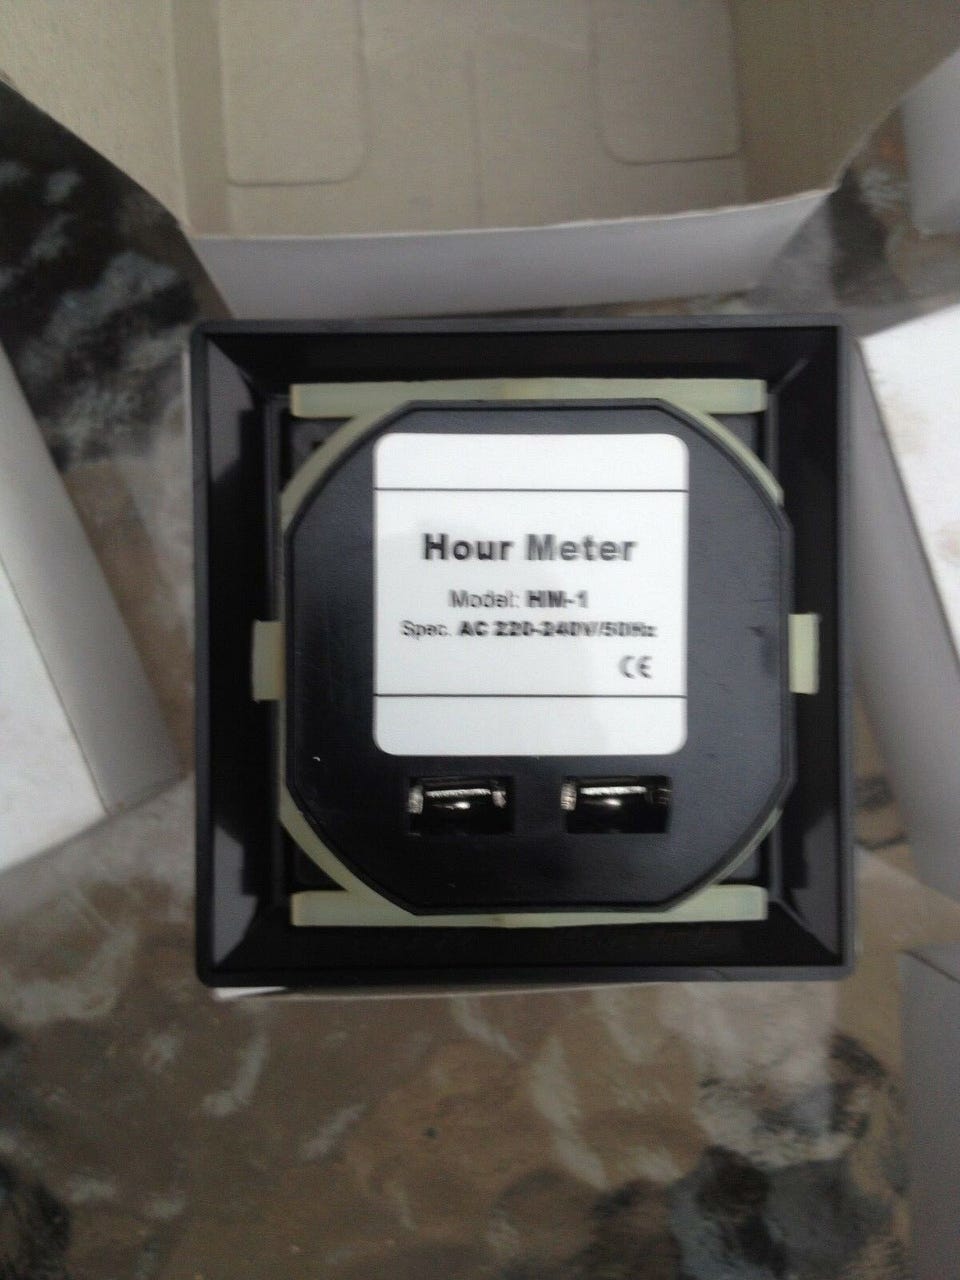 Hour Meter
Model: HM-1
Spec. AC 220-240V/50Hz
CE